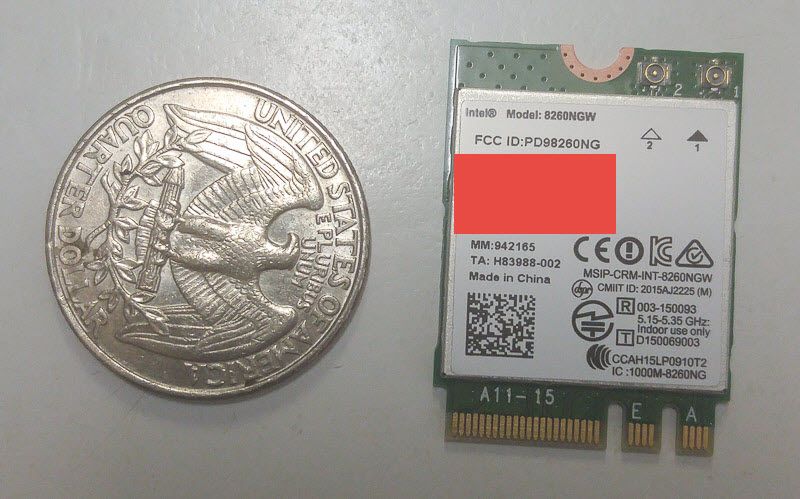 UNITED STATES OF AMERICA
E PLURIBUS
UNUM
QUARTER DOLLAR
2 1
Intel® Model: 8260NGW
FCC ID:PD98260NG
2 1
MM:942165
TA: H83988-002
Made in China
MSIP-CRM-INT-8260NGW
CMIIT ID: 2015AJ2225 (M)
R 003-150093
5.15-5.35 GHz:
Indoor use only
T D150069003
CCAH15LP0910T2
IC :1000M-8260NG
A11-15 E A